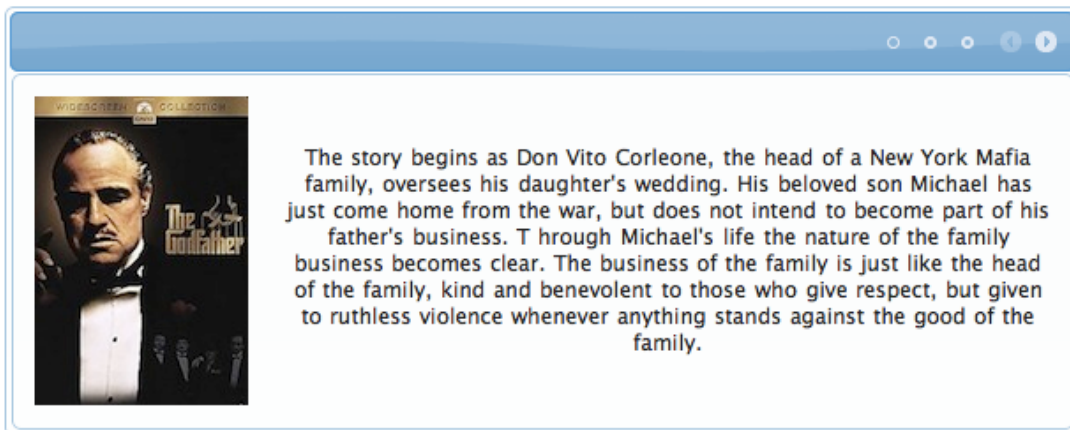 WIDESCREEN COLLECTION
The Godfather
The story begins as Don Vito Corleone, the head of a New York Mafia
family, oversees his daughter's wedding. His beloved son Michael has
just come home from the war, but does not intend to become part of his
father's business. T hrough Michael's life the nature of the family
business becomes clear. The business of the family is just like the head
of the family, kind and benevolent to those who give respect, but given
to ruthless violence whenever anything stands against the good of the
family.